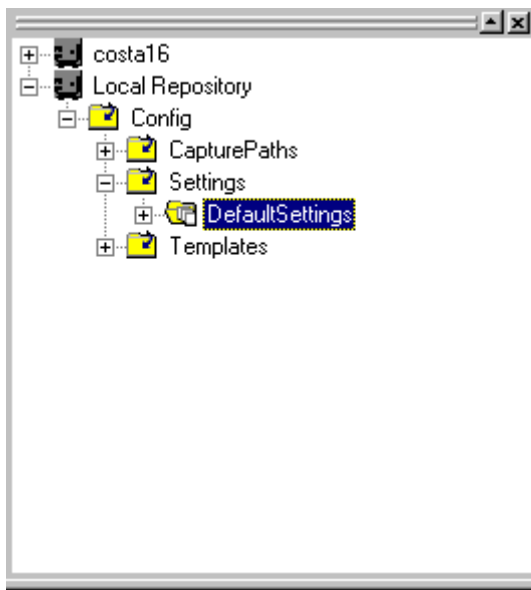 costa16
Local Repository
Config
CapturePaths
Settings
DefaultSettings
Templates